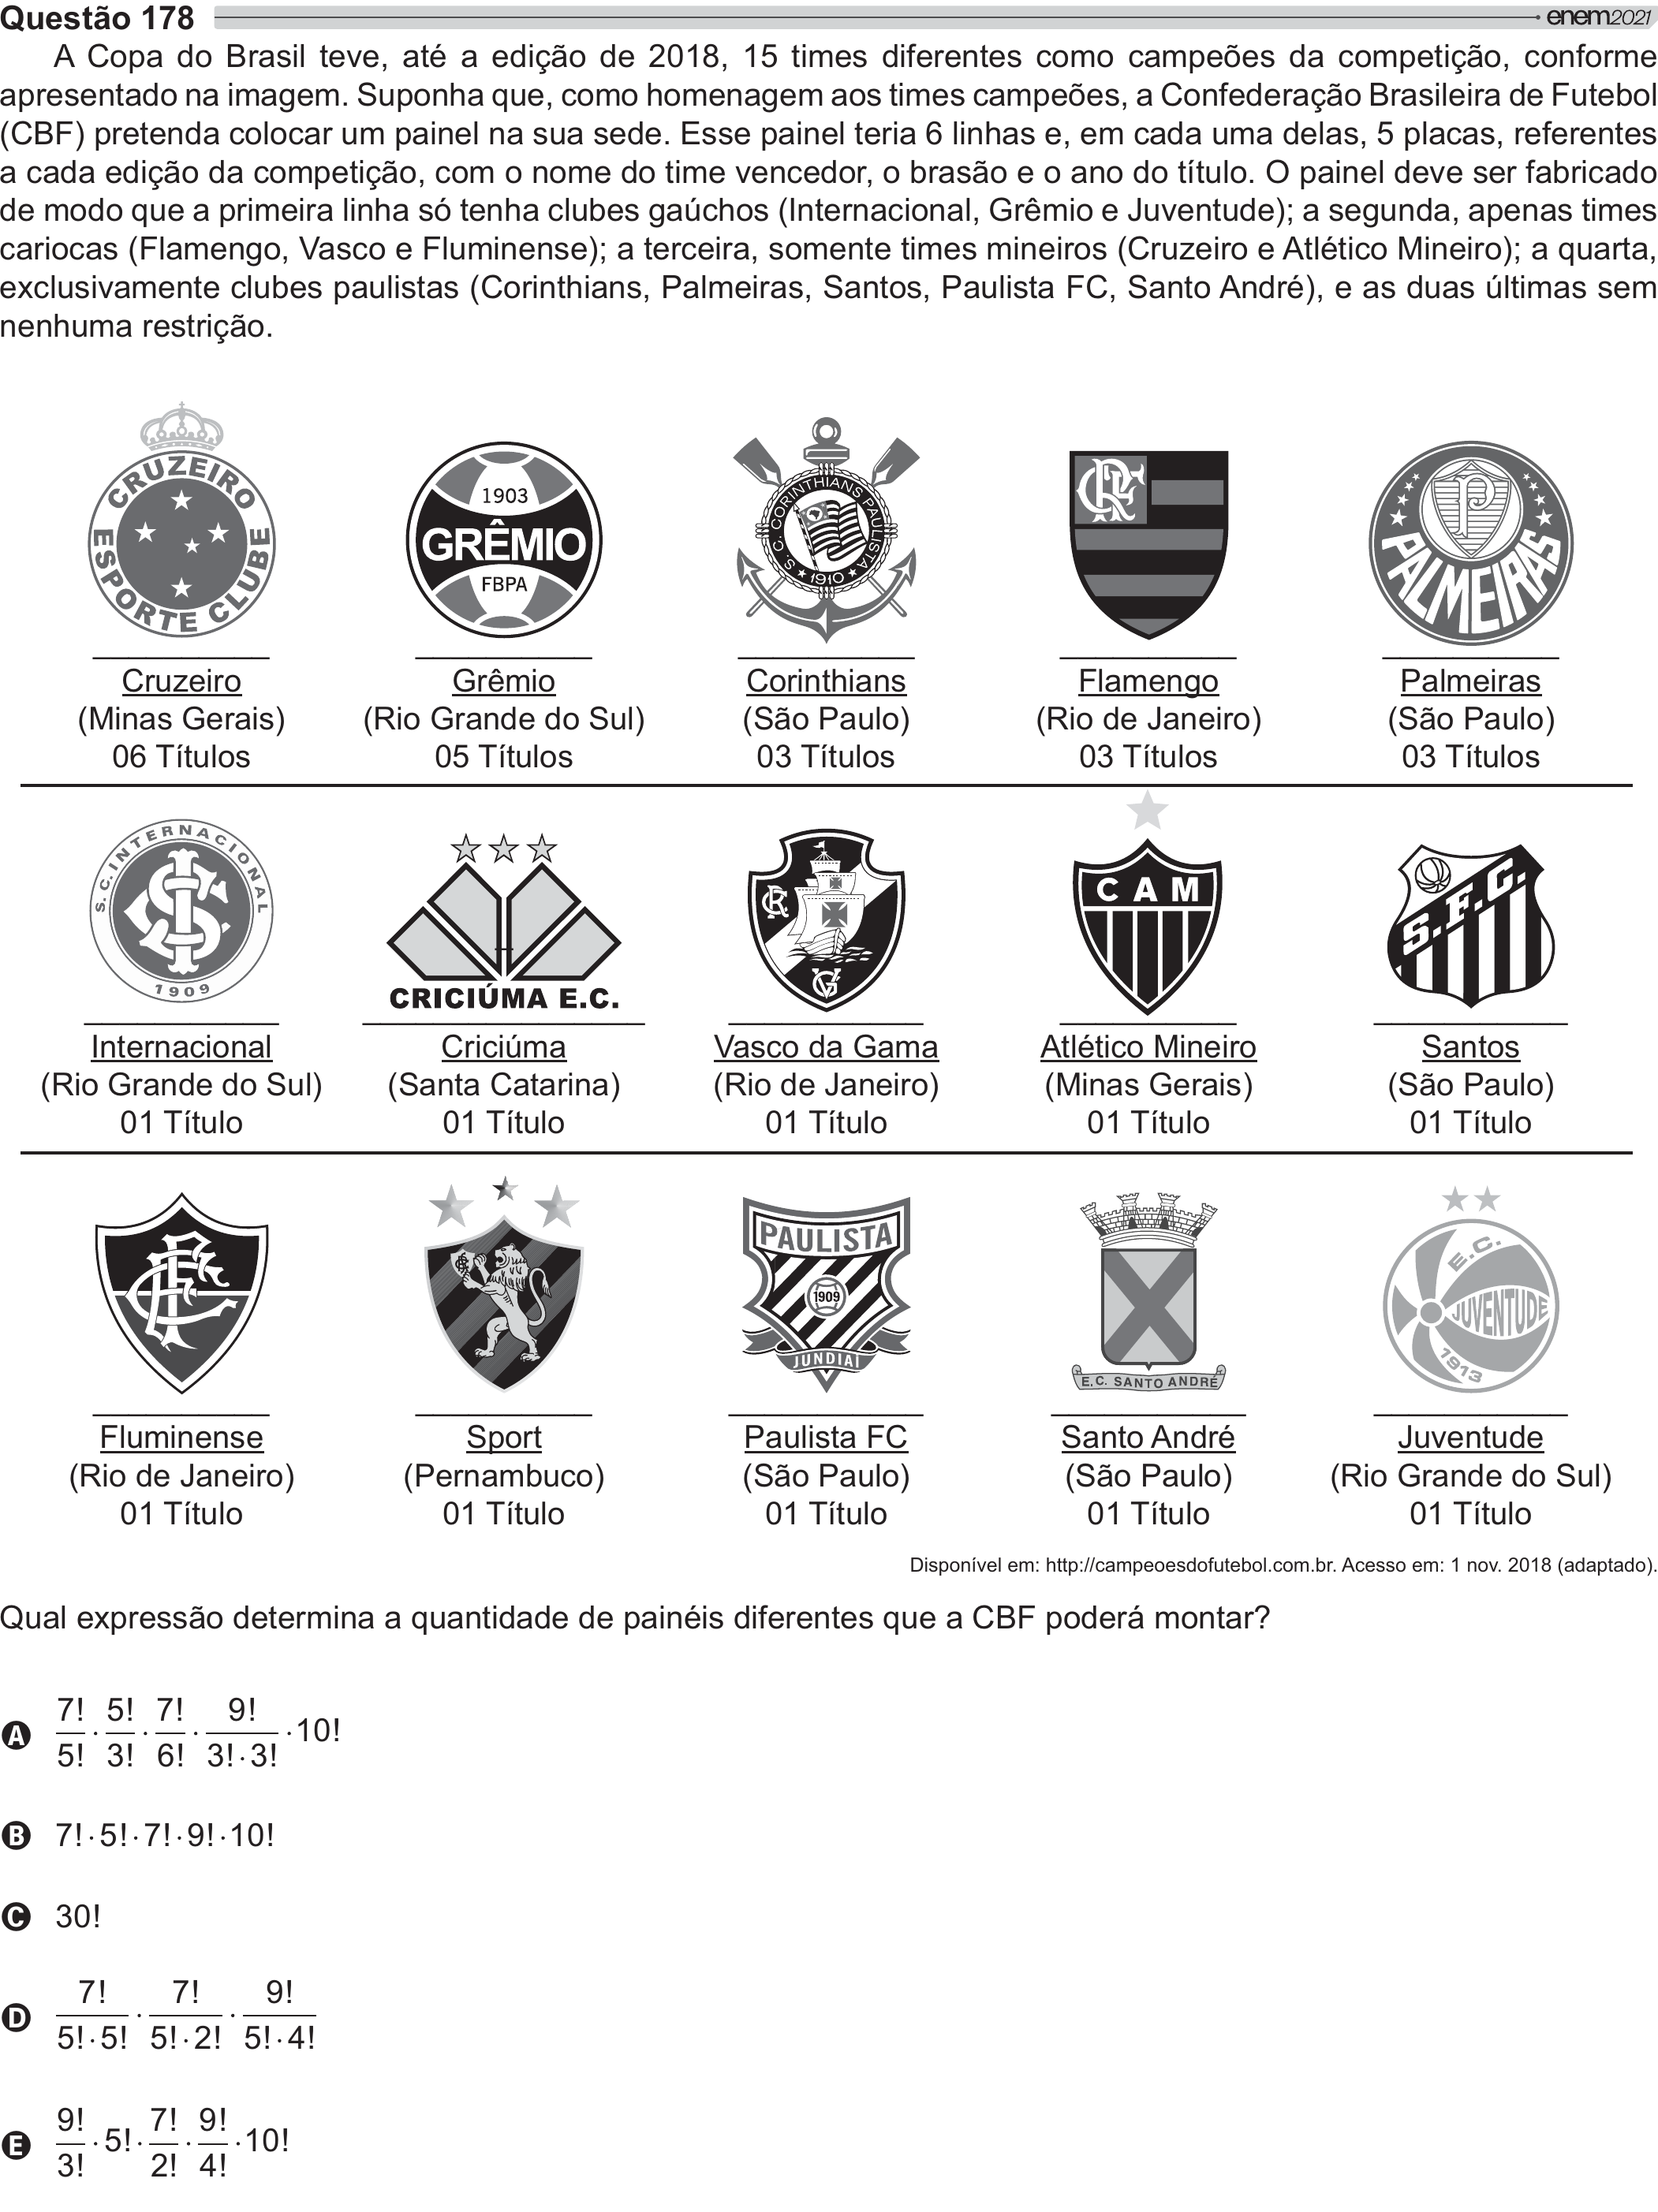 Questão 178 enem2021
A Copa do Brasil teve, até a edição de 2018, 15 times diferentes como campeões da competição, conforme
apresentado na imagem. Suponha que, como homenagem aos times campeões, a Confederação Brasileira de Futebol
(CBF) pretenda colocar um painel na sua sede. Esse painel teria 6 linhas e, em cada uma delas, 5 placas, referentes
a cada edição da competição, com o nome do time vencedor, o brasão e o ano do título. O painel deve ser fabricado
de modo que a primeira linha só tenha clubes gaúchos (Internacional, Grêmio e Juventude); a segunda, apenas times
cariocas (Flamengo, Vasco e Fluminense); a terceira, somente times mineiros (Cruzeiro e Atlético Mineiro); a quarta,
exclusivamente clubes paulistas (Corinthians, Palmeiras, Santos, Paulista FC, Santo André), e as duas últimas sem
nenhuma restrição.
CRUZEIRO ESPORTE CLUBE
1903 GRÊMIO FBPA
S. C. CORINTHIANS PAULISTA 1910
CRF
P PALMEIRAS
Cruzeiro Grêmio Corinthians Flamengo Palmeiras
(Minas Gerais) (Rio Grande do Sul) (São Paulo) (Rio de Janeiro) (São Paulo)
06 Títulos 05 Títulos 03 Títulos 03 Títulos 03 Títulos
S. C. INTERNACIONAL 1909
CRICIÚMA E.C.
CR VG
CAM
S.F.C.
Internacional Criciúma Vasco da Gama Atlético Mineiro Santos
(Rio Grande do Sul) (Santa Catarina) (Rio de Janeiro) (Minas Gerais) (São Paulo)
01 Título 01 Título 01 Título 01 Título 01 Título
FFC
PAULISTA 1909 JUNDIAÍ
E.C. SANTO ANDRÉ
E.C. JUVENTUDE 1913
Fluminense Sport Paulista FC Santo André Juventude
(Rio de Janeiro) (Pernambuco) (São Paulo) (São Paulo) (Rio Grande do Sul)
01 Título 01 Título 01 Título 01 Título 01 Título
Disponível em: http://campeoesdofutebol.com.br. Acesso em: 1 nov. 2018 (adaptado).
Qual expressão determina a quantidade de painéis diferentes que a CBF poderá montar?
A 7!/5! · 5!/3! · 7!/6! · 9!/(3!·3!) · 10!
B 7!·5!·7!·9!·10!
C 30!
D 7!/(5!·5!) · 7!/(5!·2!) · 9!/(5!·4!)
E 9!/3! · 5! · 7!/2! · 9!/4! · 10!